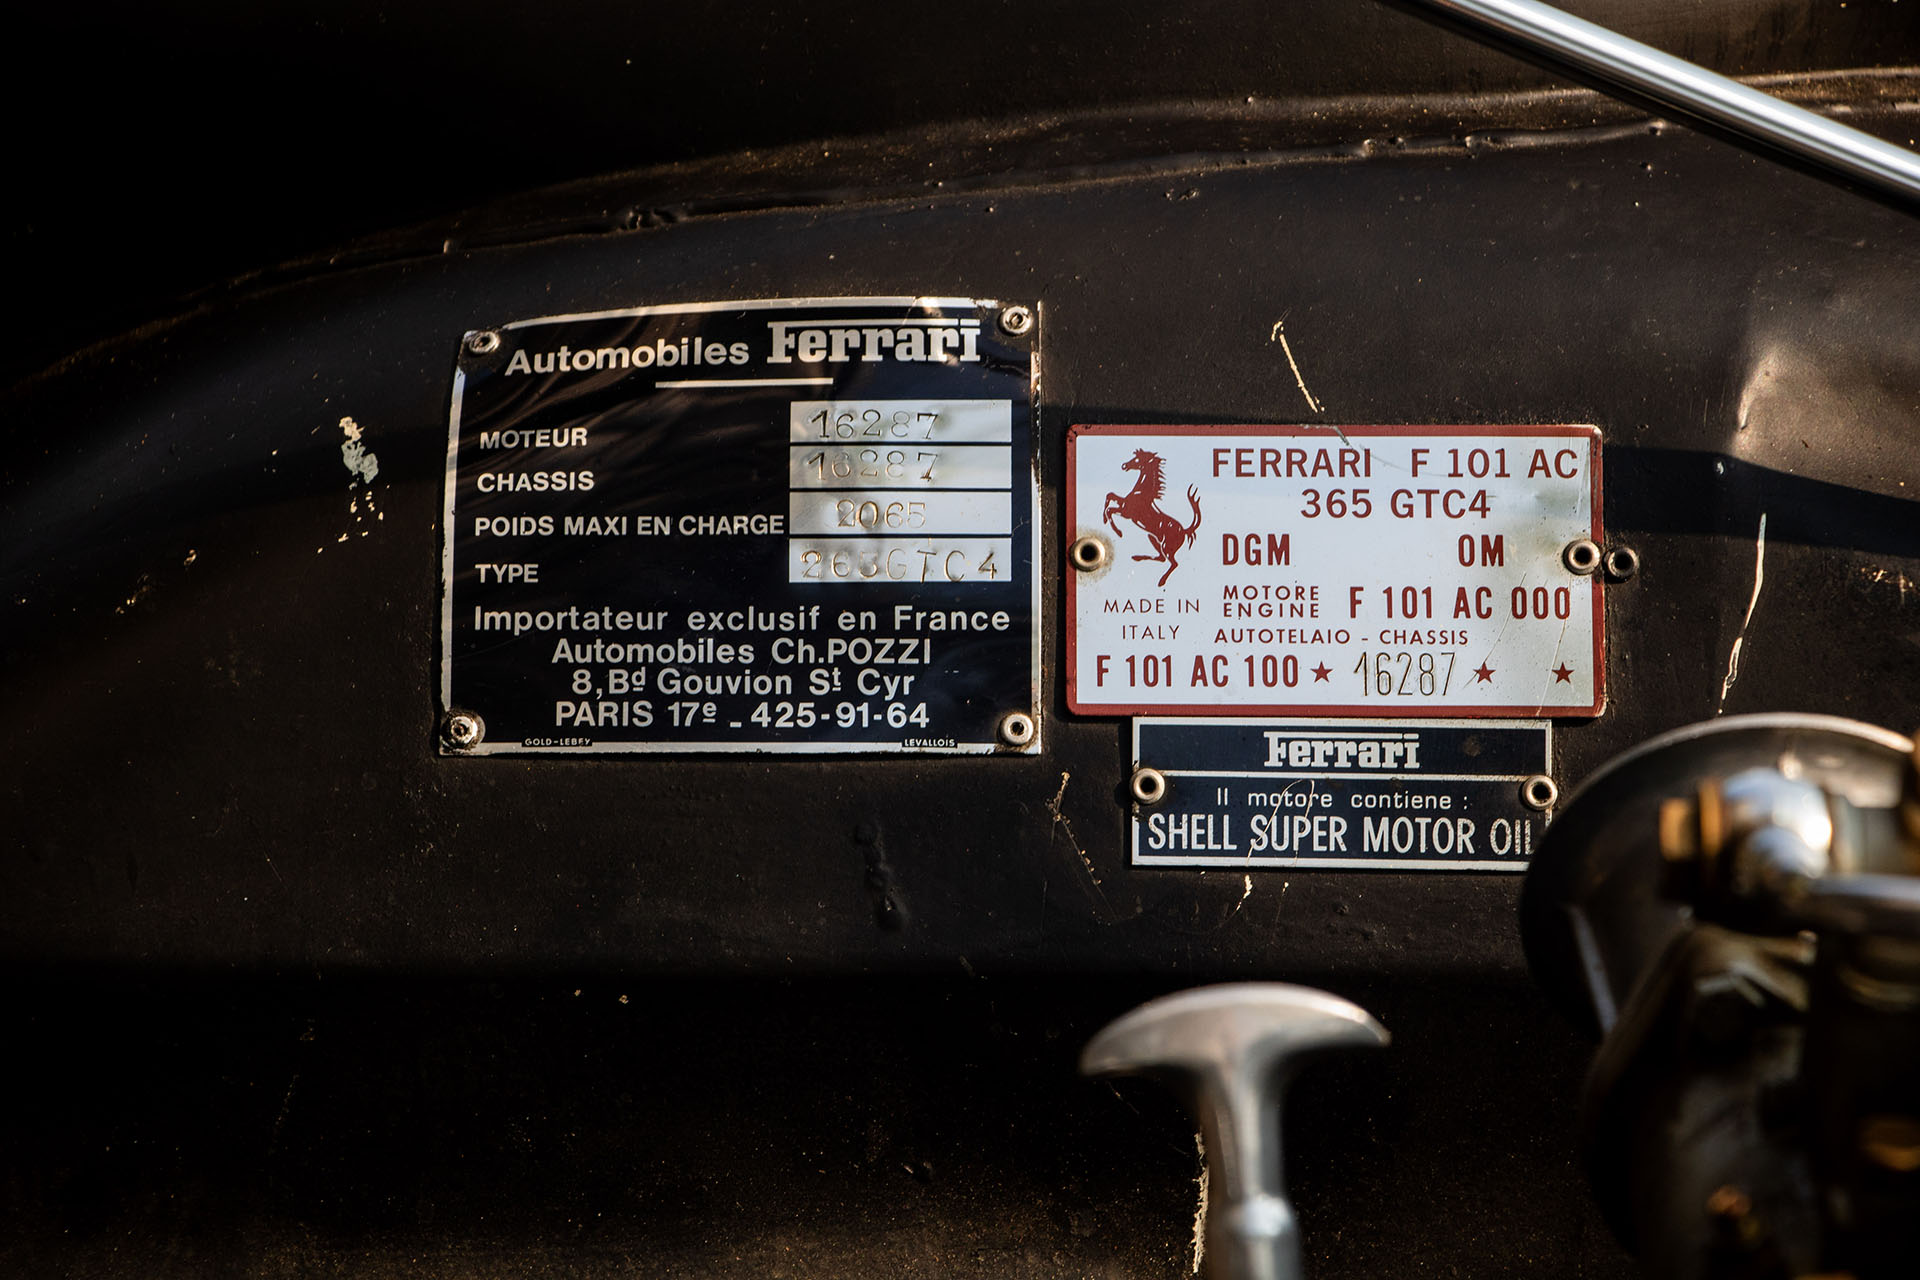 Automobiles Ferrari
MOTEUR 16287
CHASSIS 16287
POIDS MAXI EN CHARGE 2065
TYPE 265GTC4
Importateur exclusif en France
Automobiles Ch.POZZI
8,Bd Gouvion St Cyr
PARIS 17e - 425-91-64
GOLD-LEBEY LEVALLOIS
FERRARI F 101 AC
365 GTC4
DGM OM
MOTORE
ENGINE F 101 AC 000
MADE IN
ITALY
AUTOTELAIO - CHASSIS
F 101 AC 100 ★ 16287 ★ ★
Ferrari
Il motore contiene :
SHELL SUPER MOTOR OIL